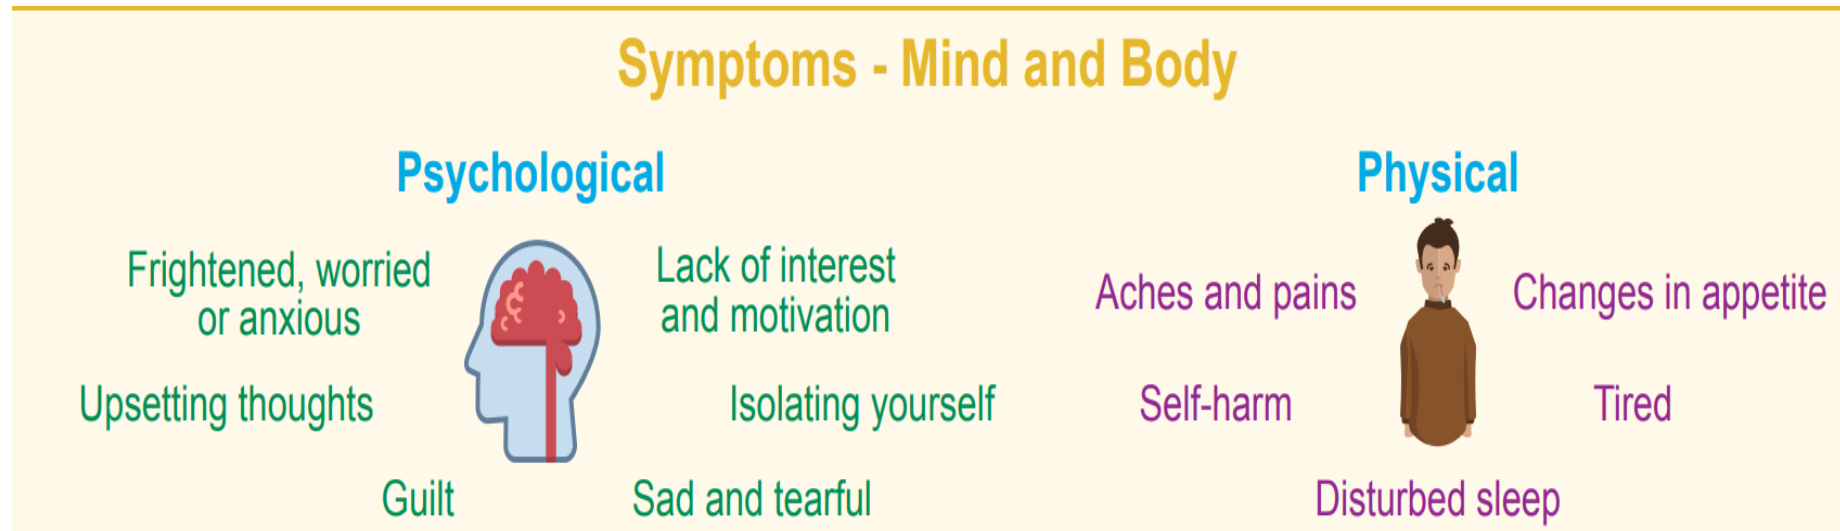 Symptoms - Mind and Body
Psychological
Frightened, worried
or anxious
Lack of interest
and motivation
Upsetting thoughts
Isolating yourself
Guilt
Sad and tearful
Physical
Aches and pains
Changes in appetite
Self-harm
Tired
Disturbed sleep